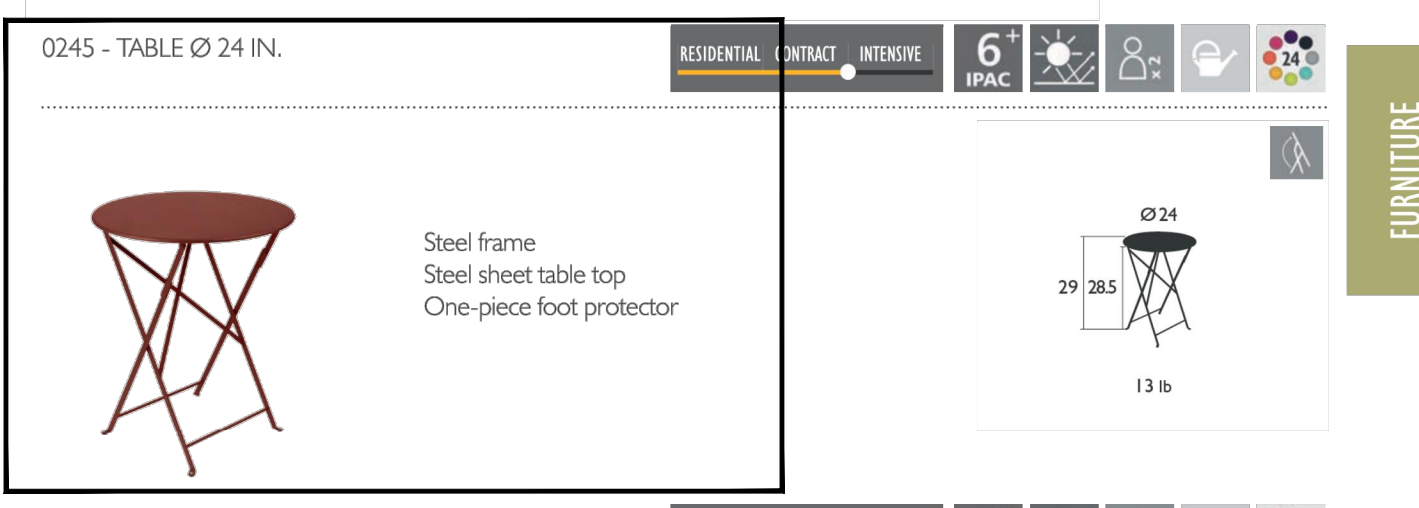 0245 - TABLE Ø 24 IN.
RESIDENTIAL CONTRACT INTENSIVE
6+
IPAC
x2
24
Steel frame
Steel sheet table top
One-piece foot protector
Ø 24
29 28.5
13 lb
FURNITURE